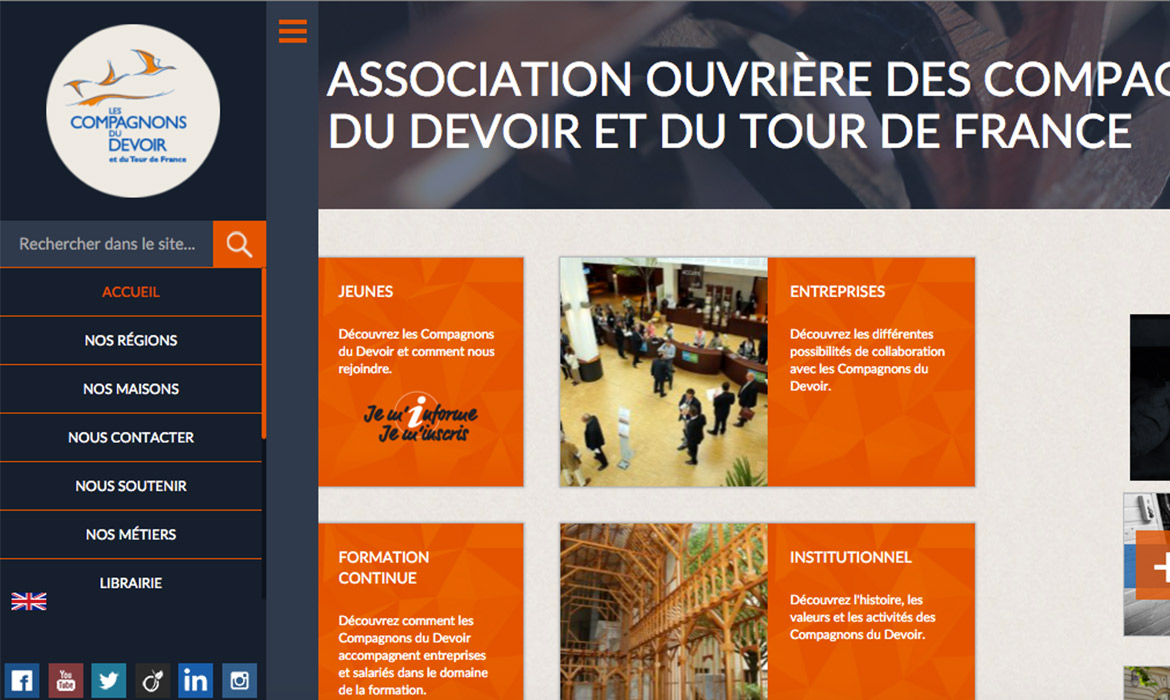 LES
COMPAGNONS
DU
DEVOIR
et du Tour de France
Rechercher dans le site...
ACCUEIL
NOS RÉGIONS
NOS MAISONS
NOUS CONTACTER
NOUS SOUTENIR
NOS MÉTIERS
LIBRAIRIE
You
Tube
in
ASSOCIATION OUVRIÈRE DES COMPAG
DU DEVOIR ET DU TOUR DE FRANCE
JEUNES
Découvrez les Compagnons
du Devoir et comment nous
rejoindre.
Je m'informe
Je m'inscris
ENTREPRISES
Découvrez les différentes
possibilités de collaboration
avec les Compagnons du
Devoir.
FORMATION
CONTINUE
Découvrez comment les
Compagnons du Devoir
accompagnent entreprises
et salariés dans le domaine
de la formation.
INSTITUTIONNEL
Découvrez l'histoire, les
valeurs et les activités des
Compagnons du Devoir.